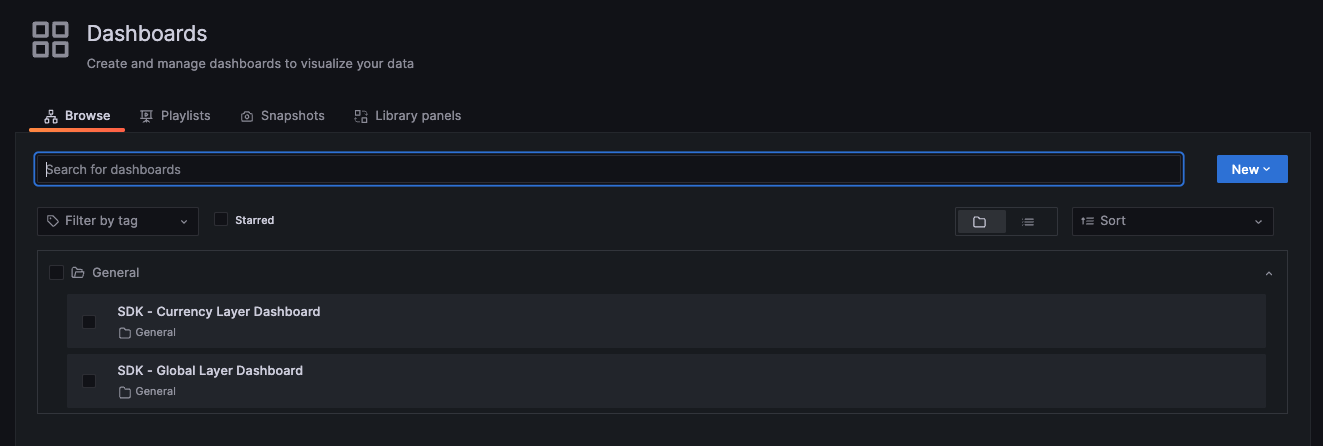 Dashboards
Create and manage dashboards to visualize your data
Browse Playlists Snapshots Library panels
Search for dashboards New
Filter by tag Starred Sort
General
SDK - Currency Layer Dashboard
General
SDK - Global Layer Dashboard
General